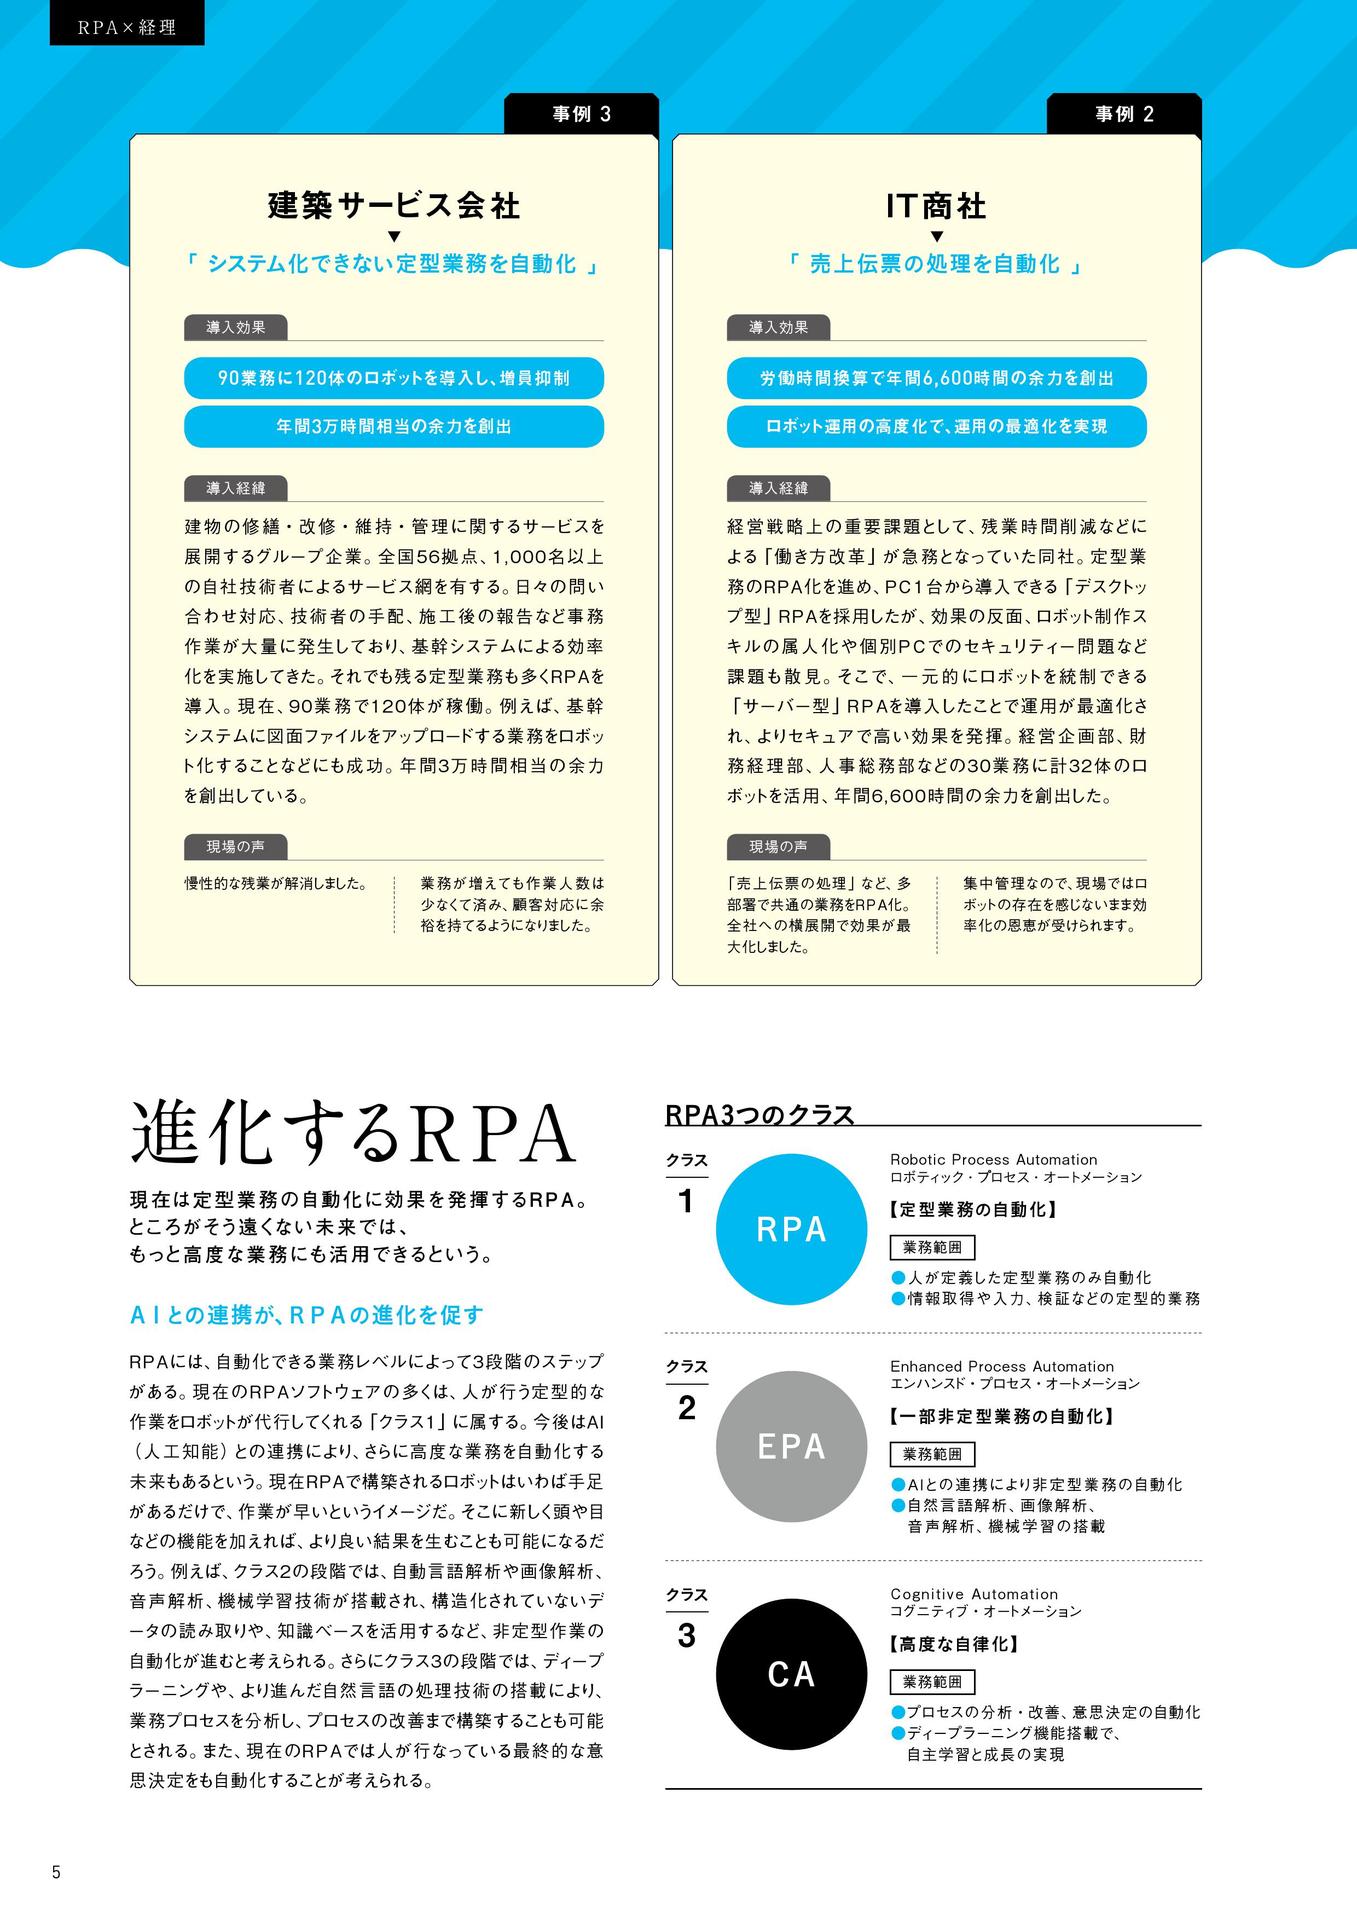 RPA×経理
事例 2
IT商社
▼
「 売上伝票の処理を自動化 」
導入効果
労働時間換算で年間6,600時間の余力を創出
ロボット運用の高度化で、運用の最適化を実現
導入経緯
経営戦略上の重要課題として、残業時間削減などに
よる「働き方改革」が急務となっていた同社。定型業
務のRPA化を進め、PC1台から導入できる「デスクトッ
プ型」RPAを採用したが、効果の反面、ロボット制作ス
キルの属人化や個別PCでのセキュリティー問題など
課題も散見。そこで、一元的にロボットを統制できる
「サーバー型」RPAを導入したことで運用が最適化さ
れ、よりセキュアで高い効果を発揮。経営企画部、財
務経理部、人事総務部などの30業務に計32体のロ
ボットを活用、年間6,600時間の余力を創出した。
現場の声
「売上伝票の処理」など、多
部署で共通の業務をRPA化。
全社への横展開で効果が最
大化しました。
集中管理なので、現場ではロ
ボットの存在を感じないまま効
率化の恩恵が受けられます。
事例 3
建築サービス会社
▼
「 システム化できない定型業務を自動化 」
導入効果
90業務に120体のロボットを導入し、増員抑制
年間3万時間相当の余力を創出
導入経緯
建物の修繕・改修・維持・管理に関するサービスを
展開するグループ企業。全国56拠点、1,000名以上
の自社技術者によるサービス網を有する。日々の問い
合わせ対応、技術者の手配、施工後の報告など事務
作業が大量に発生しており、基幹システムによる効率
化を実施してきた。それでも残る定型業務も多くRPAを
導入。現在、90業務で120体が稼働。例えば、基幹
システムに図面ファイルをアップロードする業務をロボッ
ト化することなどにも成功。年間3万時間相当の余力
を創出している。
現場の声
慢性的な残業が解消しました。
業務が増えても作業人数は
少なくて済み、顧客対応に余
裕を持てるようになりました。
進化するRPA
現在は定型業務の自動化に効果を発揮するRPA。
ところがそう遠くない未来では、
もっと高度な業務にも活用できるという。
AIとの連携が、RPAの進化を促す
RPAには、自動化できる業務レベルによって3段階のステップ
がある。現在のRPAソフトウェアの多くは、人が行う定型的な
作業をロボットが代行してくれる「クラス1」に属する。今後はAI
（人工知能）との連携により、さらに高度な業務を自動化する
未来もあるという。現在RPAで構築されるロボットはいわば手足
があるだけで、作業が早いというイメージだ。そこに新しく頭や目
などの機能を加えれば、より良い結果を生むことも可能になるだ
ろう。例えば、クラス2の段階では、自動言語解析や画像解析、
音声解析、機械学習技術が搭載され、構造化されていないデ
ータの読み取りや、知識ベースを活用するなど、非定型作業の
自動化が進むと考えられる。さらにクラス3の段階では、ディープ
ラーニングや、より進んだ自然言語の処理技術の搭載により、
業務プロセスを分析し、プロセスの改善まで構築することも可能
とされる。また、現在のRPAでは人が行なっている最終的な意
思決定をも自動化することが考えられる。
RPA3つのクラス
クラス
1
RPA
Robotic Process Automation
ロボティック・プロセス・オートメーション
【定型業務の自動化】
業務範囲
●人が定義した定型業務のみ自動化
●情報取得や入力、検証などの定型的業務
クラス
2
EPA
Enhanced Process Automation
エンハンスド・プロセス・オートメーション
【一部非定型業務の自動化】
業務範囲
●AIとの連携により非定型業務の自動化
●自然言語解析、画像解析、
音声解析、機械学習の搭載
クラス
3
CA
Cognitive Automation
コグニティブ・オートメーション
【高度な自律化】
業務範囲
●プロセスの分析・改善、意思決定の自動化
●ディープラーニング機能搭載で、
自主学習と成長の実現
5